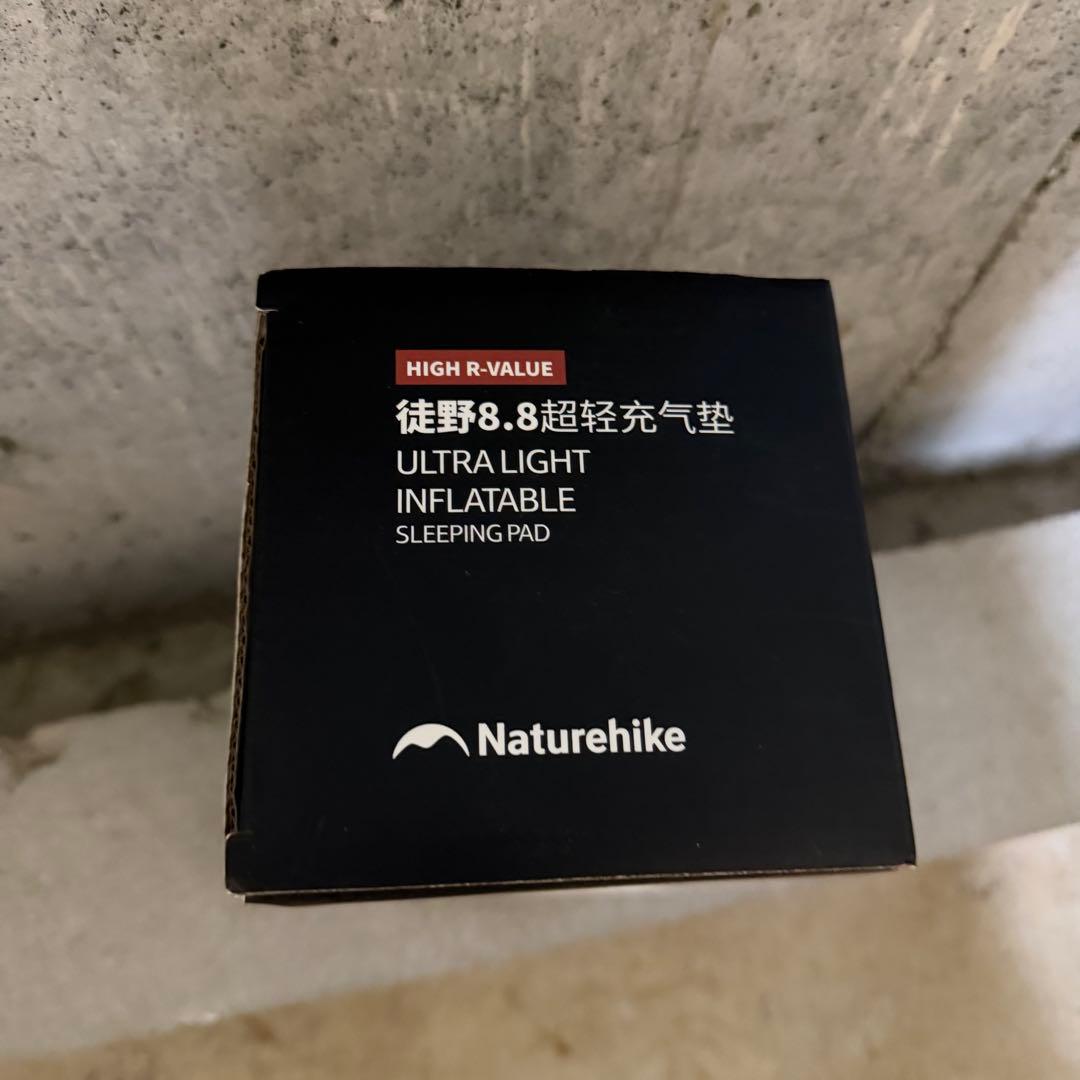 HIGH R-VALUE
徒野8.8超轻充气垫
ULTRA LIGHT
INFLATABLE
SLEEPING PAD
Naturehike